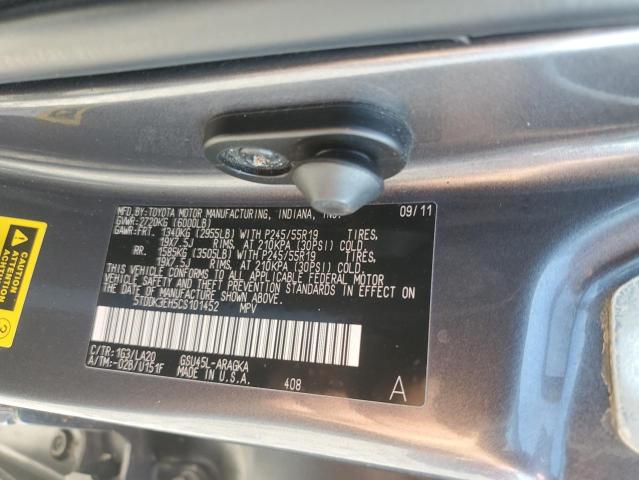 MFD.BY:TOYOTA MOTOR MANUFACTURING, INDIANA, INC. 09/11
GVWR:2720KG (6000LB)
GAWR:FRT. 1340KG (2955LB) WITH P245/55R19 TIRES,
19X7.5J RIMS, AT 210KPA (30PSI) COLD.
RR. 1585KG (3505LB) WITH P245/55R19 TIRES,
19X7.5J RIMS, AT 210KPA (30PSI) COLD.
THIS VEHICLE CONFORMS TO ALL APPLICABLE FEDERAL MOTOR
VEHICLE SAFETY AND THEFT PREVENTION STANDARDS IN
EFFECT ON THE DATE OF MANUFACTURE SHOWN ABOVE.
5TDDK3EH5CS101452 MPV
C/TR:1G3/LA20 GSU45L-ARAGKA
A/TM:-02B/U151F MADE IN U.S.A.
408 A
ACHTUNG
ATTENTION